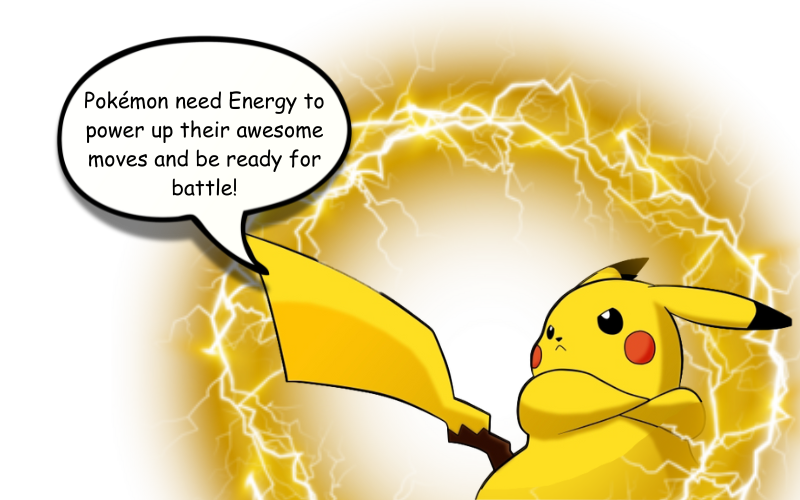 Pokémon need Energy to
power up their awesome
moves and be ready for
battle!